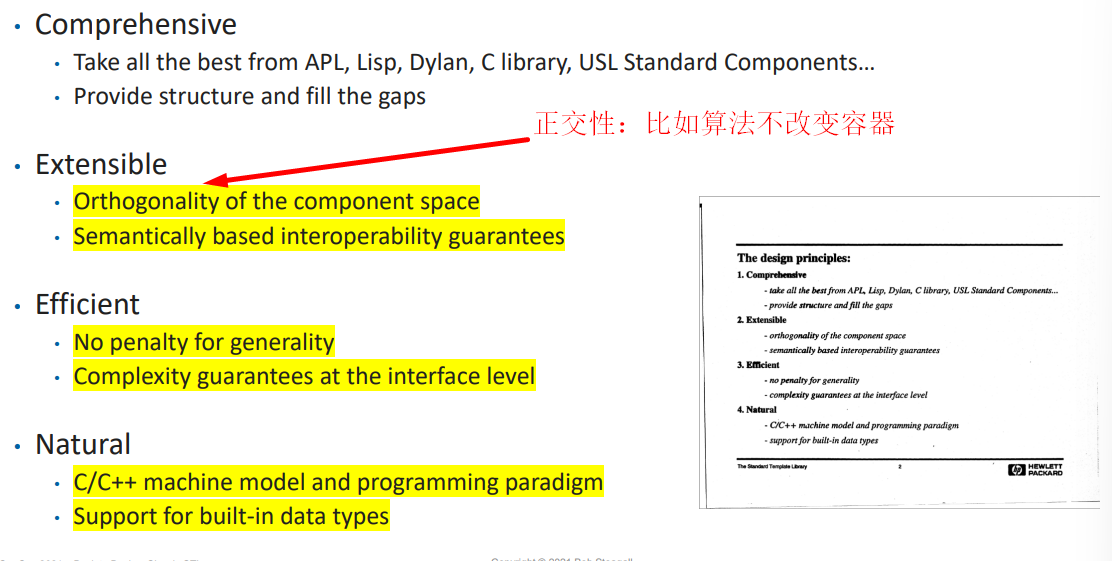 Comprehensive
Take all the best from APL, Lisp, Dylan, C library, USL Standard Components…
Provide structure and fill the gaps
正交性：比如算法不改变容器
Extensible
Orthogonality of the component space
Semantically based interoperability guarantees
Efficient
No penalty for generality
Complexity guarantees at the interface level
Natural
C/C++ machine model and programming paradigm
Support for built-in data types
The design principles:
1. Comprehensive
- take all the best from APL, Lisp, Dylan, C library, USL Standard Components...
- provide structure and fill the gaps
2. Extensible
- orthogonality of the component space
- semantically based interoperability guarantees
3. Efficient
- no penalty for generality
- complexity guarantees at the interface level
4. Natural
- C/C++ machine model and programming paradigm
- support for built-in data types
The Standard Template Library
2
hp HEWLETT
PACKARD